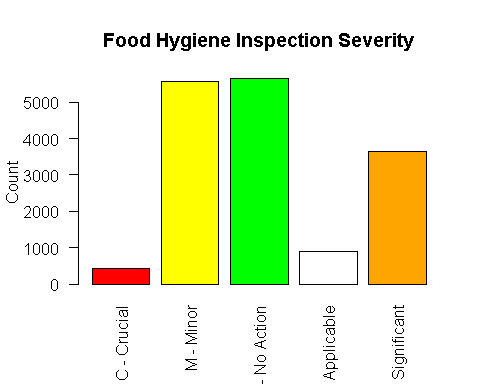 Food Hygiene Inspection Severity
Count
5000
4000
3000
2000
1000
0
C - Crucial
M - Minor
- No Action
Applicable
Significant